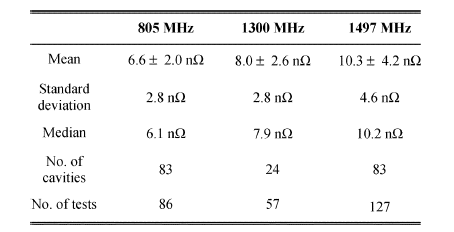 805 MHz 1300 MHz 1497 MHz
Mean 6.6 ± 2.0 nΩ 8.0 ± 2.6 nΩ 10.3 ± 4.2 nΩ
Standard
deviation 2.8 nΩ 2.8 nΩ 4.6 nΩ
Median 6.1 nΩ 7.9 nΩ 10.2 nΩ
No. of
cavities 83 24 83
No. of tests 86 57 127